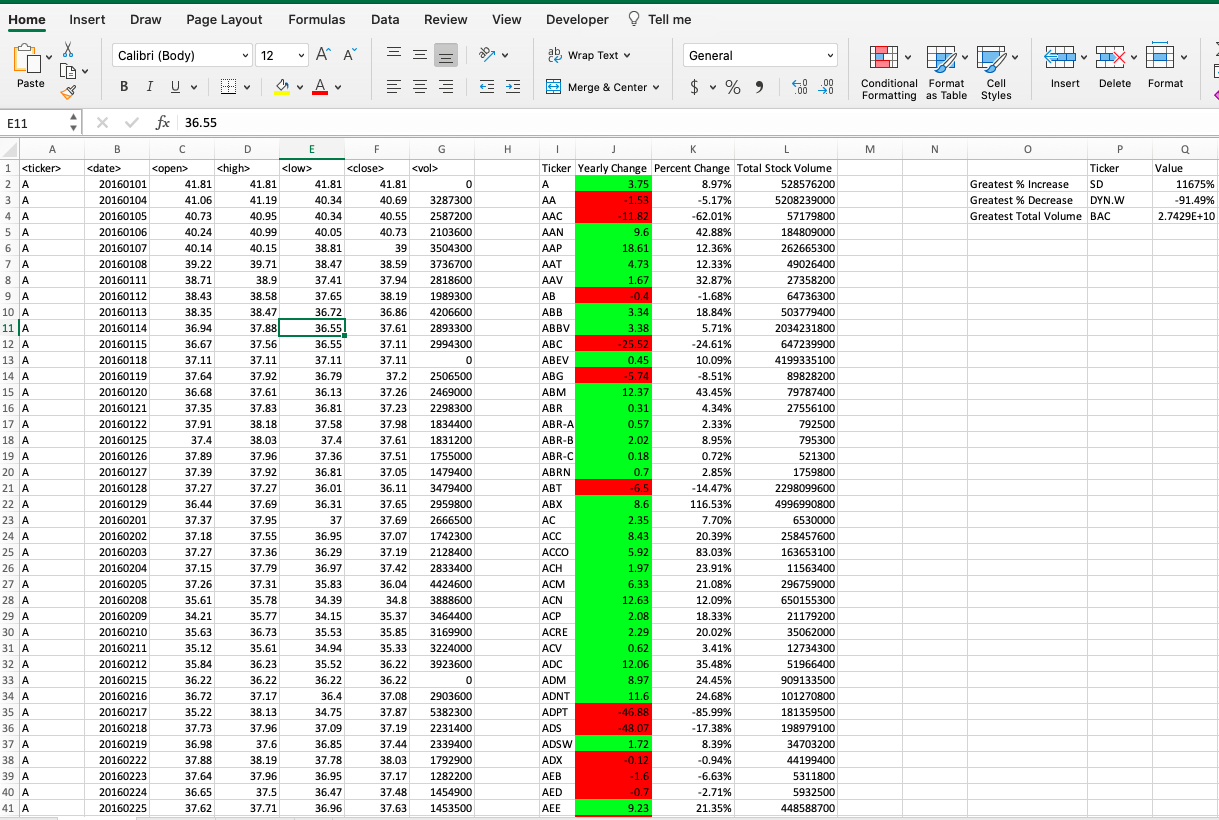 Home Insert Draw Page Layout Formulas Data Review View Developer Tell me
Calibri (Body) 12 A A ab Wrap Text General
Paste B I U A Merge & Center $ % Conditional Formatting Format as Table Cell Styles Insert Delete Format
E11 fx 36.55
A B C D E F G H I J K L M N O P Q
1 <ticker> <date> <open> <high> <low> <close> <vol> Ticker Yearly Change Percent Change Total Stock Volume Ticker Value
2 A 20160101 41.81 41.81 41.81 41.81 0 A 3.75 8.97% 528576200 Greatest % Increase SD 11675%
3 A 20160104 41.06 41.19 40.34 40.69 3287300 AA -1.53 -5.17% 5208239000 Greatest % Decrease DYN.W -91.49%
4 A 20160105 40.73 40.95 40.34 40.55 2587200 AAC -11.82 -62.01% 57179800 Greatest Total Volume BAC 2.7429E+10
5 A 20160106 40.24 40.99 40.05 40.73 2103600 AAN 9.6 42.88% 184809000
6 A 20160107 40.14 40.15 38.81 39 3504300 AAP 18.61 12.36% 262665300
7 A 20160108 39.22 39.71 38.47 38.59 3736700 AAT 4.73 12.33% 49026400
8 A 20160111 38.71 38.9 37.41 37.94 2818600 AAV 1.67 32.87% 27358200
9 A 20160112 38.43 38.58 37.65 38.19 1989300 AB -0.4 -1.68% 64736300
10 A 20160113 38.35 38.47 36.72 36.86 4206600 ABB 3.34 18.84% 503779400
11 A 20160114 36.94 37.88 36.55 37.61 2893300 ABBV 3.38 5.71% 2034231800
12 A 20160115 36.67 37.56 36.55 37.11 2994300 ABC -25.52 -24.61% 647239900
13 A 20160118 37.11 37.11 37.11 37.11 0 ABEV 0.45 10.09% 4199335100
14 A 20160119 37.64 37.92 36.79 37.2 2506500 ABG -5.74 -8.51% 89828200
15 A 20160120 36.68 37.61 36.13 37.26 2469000 ABM 12.37 43.45% 79787400
16 A 20160121 37.35 37.83 36.81 37.23 2298300 ABR 0.31 4.34% 27556100
17 A 20160122 37.91 38.18 37.58 37.98 1834400 ABR-A 0.57 2.33% 792500
18 A 20160125 37.4 38.03 37.4 37.61 1831200 ABR-B 2.02 8.95% 795300
19 A 20160126 37.89 37.96 37.36 37.51 1755000 ABR-C 0.18 0.72% 521300
20 A 20160127 37.39 37.92 36.81 37.05 1479400 ABRN 0.7 2.85% 1759800
21 A 20160128 37.27 37.27 36.01 36.11 3479400 ABT -6.5 -14.47% 2298099600
22 A 20160129 36.44 37.69 36.31 37.65 2959800 ABX 8.6 116.53% 4996990800
23 A 20160201 37.37 37.95 37 37.69 2666500 AC 2.35 7.70% 6530000
24 A 20160202 37.18 37.55 36.95 37.07 1742300 ACC 8.43 20.39% 258457600
25 A 20160203 37.27 37.36 36.29 37.19 2128400 ACCO 5.92 83.03% 163653100
26 A 20160204 37.15 37.79 36.97 37.42 2833400 ACH 1.97 23.91% 11563400
27 A 20160205 37.26 37.31 35.83 36.04 4424600 ACM 6.33 21.08% 296759000
28 A 20160208 35.61 35.78 34.39 34.8 3888600 ACN 12.63 12.09% 650155300
29 A 20160209 34.21 35.77 34.15 35.37 3464400 ACP 2.08 18.33% 21179200
30 A 20160210 35.63 36.73 35.53 35.85 3169900 ACRE 2.29 20.02% 35062000
31 A 20160211 35.12 35.61 34.94 35.33 3224000 ACV 0.62 3.41% 12734300
32 A 20160212 35.84 36.23 35.52 36.22 3923600 ADC 12.06 35.48% 51966400
33 A 20160215 36.22 36.22 36.22 36.22 0 ADM 8.97 24.45% 909133500
34 A 20160216 36.72 37.17 36.4 37.08 2903600 ADNT 11.6 24.68% 101270800
35 A 20160217 35.22 38.13 34.75 37.87 5382300 ADPT -46.88 -85.99% 181359500
36 A 20160218 37.73 37.96 37.09 37.19 2231400 ADS -48.07 -17.38% 198979100
37 A 20160219 36.98 37.6 36.85 37.44 2339400 ADSW 1.72 8.39% 34703200
38 A 20160222 37.88 38.19 37.78 38.03 1792900 ADX -0.12 -0.94% 44199400
39 A 20160223 37.64 37.96 36.95 37.17 1282200 AEB -1.6 -6.63% 5311800
40 A 20160224 36.65 37.5 36.47 37.48 1454900 AED -0.7 -2.71% 5932500
41 A 20160225 37.62 37.71 36.96 37.63 1453500 AEE 9.23 21.35% 448588700